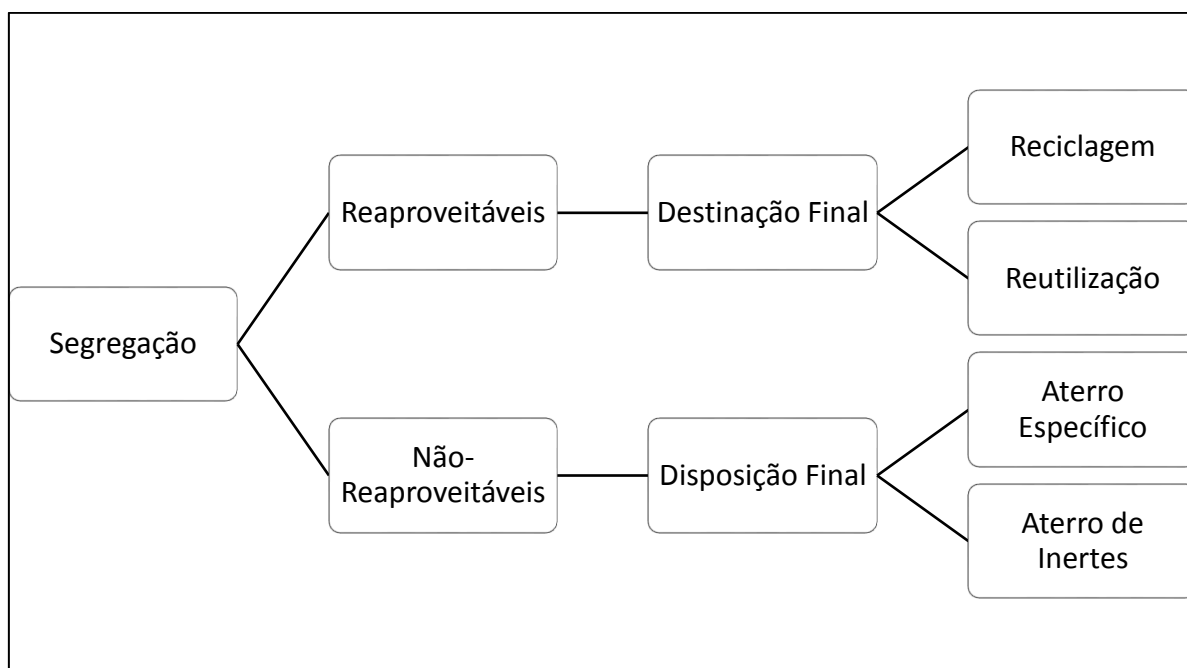 Segregação
Reaproveitáveis
Destinação Final
Reciclagem
Reutilização
Não-
Reaproveitáveis
Disposição Final
Aterro
Específico
Aterro de
Inertes